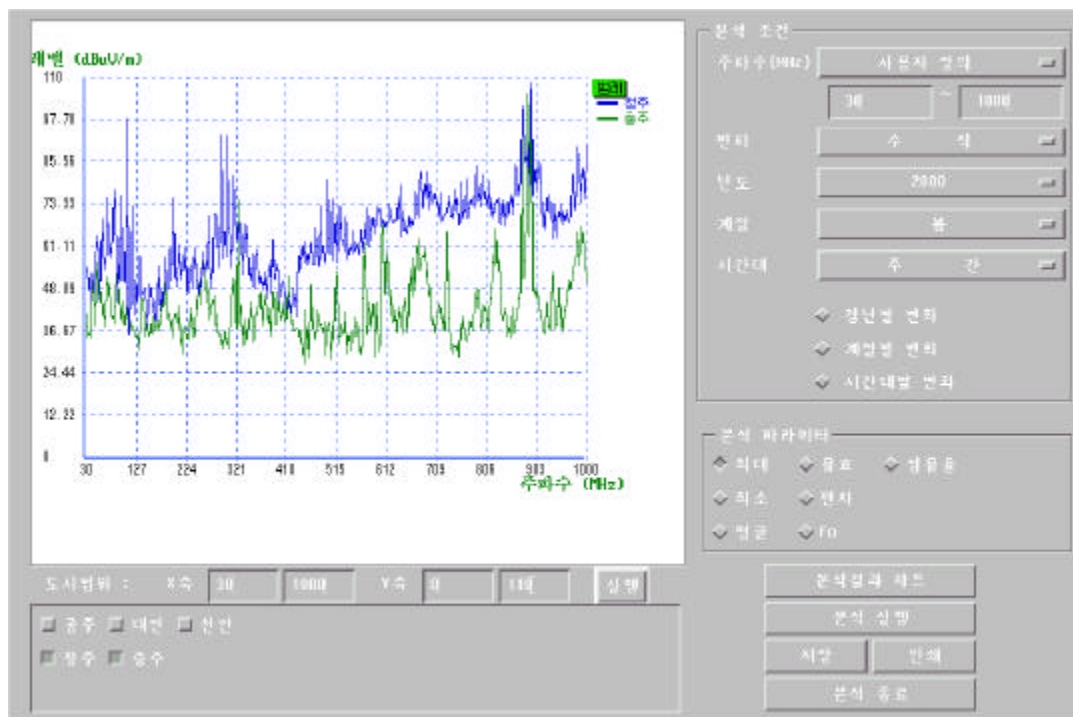 레벨 (dBuV/m)
110
97.78
85.56
73.33
61.11
48.89
36.67
24.44
12.22
0
30 127 224 321 418 515 612 709 806 903 1000
주파수 (MHz)
범례
청주
충주
분석 조건
주파수(MHz) 사용자 정의
30 ~ 1000
편파 수 직
년도 2000
계절 봄
시간대 주 간
경년별 변화
계절별 변화
시간대별 변화
분석 파라메타
최대 유효 점유율
최소 편차
평균 Fo
도시범위 : X축 30 1000 Y축 0 110 실행
공주 대전 천안
청주 충주
분석결과 차트
분석 실행
저장 인쇄
분석 종료